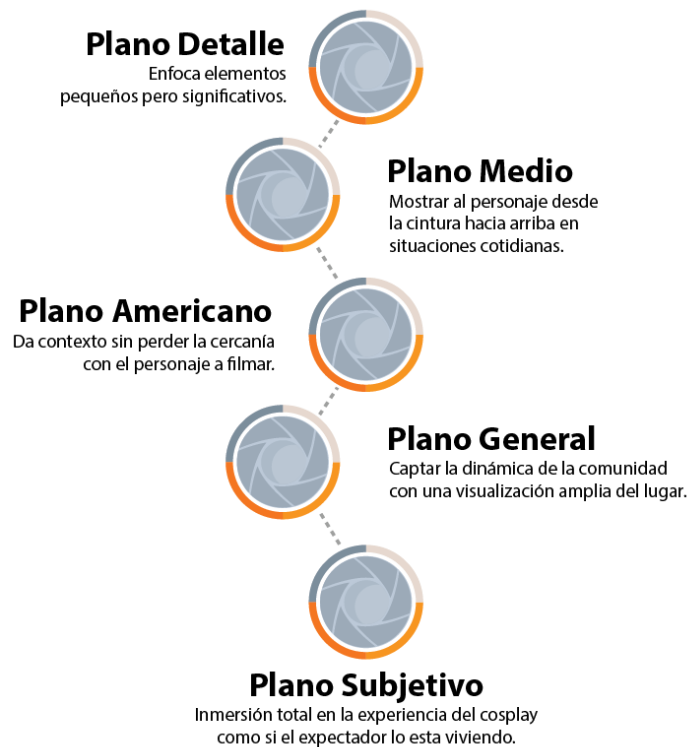 Plano Detalle
Enfoca elementos
pequeños pero significativos.
Plano Medio
Mostrar al personaje desde
la cintura hacia arriba en
situaciones cotidianas.
Plano Americano
Da contexto sin perder la cercanía
con el personaje a filmar.
Plano General
Captar la dinámica de la comunidad
con una visualización amplia del lugar.
Plano Subjetivo
Inmersión total en la experiencia del cosplay
como si el expectador lo esta viviendo.